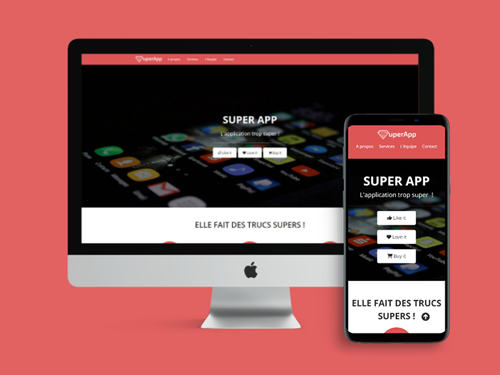 uperApp
A propos Services L'équipe Contact
SUPER APP
L'application trop super !
Like it Love it Buy it
ELLE FAIT DES TRUCS SUPERS !
uperApp
A propos Services L'équipe Contact
SUPER APP
L'application trop super !
Like it
Love it
Buy it
ELLE FAIT DES TRUCS
SUPERS !